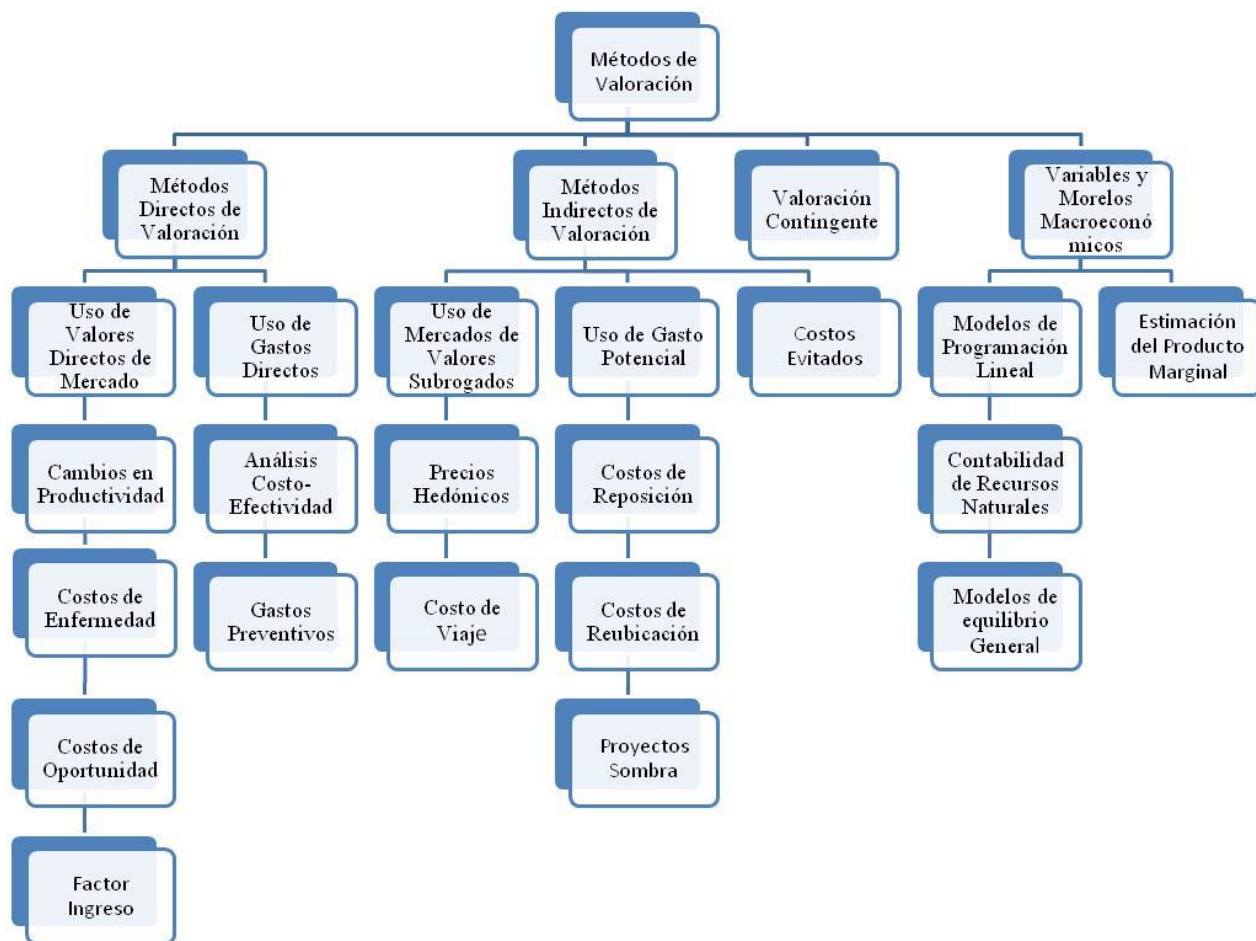 Métodos de
Valoración
Métodos
Directos de
Valoración
Métodos
Indirectos de
Valoración
Valoración
Contingente
Variables y
Morelos
Macroeconó
micos
Uso de
Valores
Directos de
Mercado
Uso de
Gastos
Directos
Uso de
Mercados de
Valores
Subrogados
Uso de Gasto
Potencial
Costos
Evitados
Modelos de
Programación
Lineal
Estimación
del Producto
Marginal
Cambios en
Productividad
Análisis
Costo-
Efectividad
Precios
Hedónicos
Costos de
Reposición
Contabilidad
de Recursos
Naturales
Costos de
Enfermedad
Gastos
Preventivos
Costo de
Viaje
Costos de
Reubicación
Modelos de
equilibrio
General
Costos de
Oportunidad
Proyectos
Sombra
Factor
Ingreso